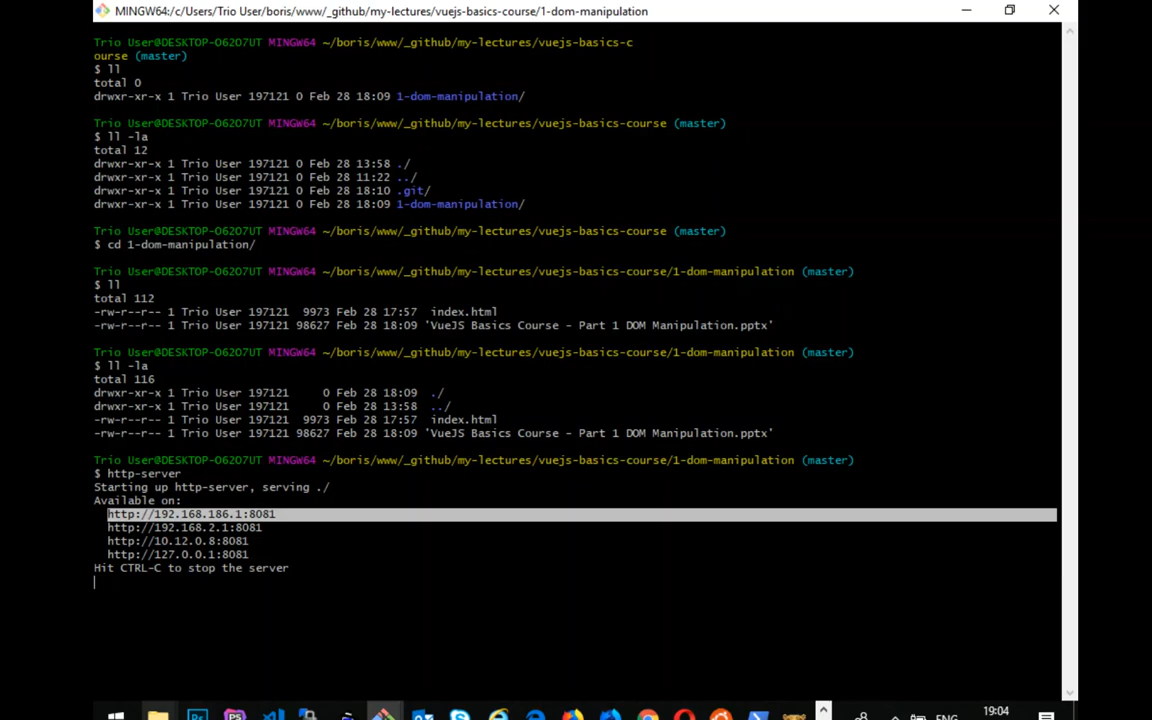 MINGW64:/c/Users/Trio User/boris/www/_github/my-lectures/vuejs-basics-course/1-dom-manipulation
Trio User@DESKTOP-O62O7UT MINGW64 ~/boris/www/_github/my-lectures/vuejs-basics-c
ourse (master)
$ ll
total 0
drwxr-xr-x 1 Trio User 197121 0 Feb 28 18:09 1-dom-manipulation/
Trio User@DESKTOP-O62O7UT MINGW64 ~/boris/www/_github/my-lectures/vuejs-basics-course (master)
$ ll -la
total 12
drwxr-xr-x 1 Trio User 197121 0 Feb 28 13:58 ./
drwxr-xr-x 1 Trio User 197121 0 Feb 28 11:22 ../
drwxr-xr-x 1 Trio User 197121 0 Feb 28 18:10 .git/
drwxr-xr-x 1 Trio User 197121 0 Feb 28 18:09 1-dom-manipulation/
Trio User@DESKTOP-O62O7UT MINGW64 ~/boris/www/_github/my-lectures/vuejs-basics-course (master)
$ cd 1-dom-manipulation/
Trio User@DESKTOP-O62O7UT MINGW64 ~/boris/www/_github/my-lectures/vuejs-basics-course/1-dom-manipulation (master)
$ ll
total 112
-rw-r--r-- 1 Trio User 197121  9973 Feb 28 17:57  index.html
-rw-r--r-- 1 Trio User 197121 98627 Feb 28 18:09 'VueJS Basics Course - Part 1 DOM Manipulation.pptx'
Trio User@DESKTOP-O62O7UT MINGW64 ~/boris/www/_github/my-lectures/vuejs-basics-course/1-dom-manipulation (master)
$ ll -la
total 116
drwxr-xr-x 1 Trio User 197121     0 Feb 28 18:09  ./
drwxr-xr-x 1 Trio User 197121     0 Feb 28 13:58  ../
-rw-r--r-- 1 Trio User 197121  9973 Feb 28 17:57  index.html
-rw-r--r-- 1 Trio User 197121 98627 Feb 28 18:09 'VueJS Basics Course - Part 1 DOM Manipulation.pptx'
Trio User@DESKTOP-O62O7UT MINGW64 ~/boris/www/_github/my-lectures/vuejs-basics-course/1-dom-manipulation (master)
$ http-server
Starting up http-server, serving ./
Available on:
http://192.168.186.1:8081
http://192.168.2.1:8081
http://10.12.0.8:8081
http://127.0.0.1:8081
Hit CTRL-C to stop the server
Ps
PS
ENG
19:04